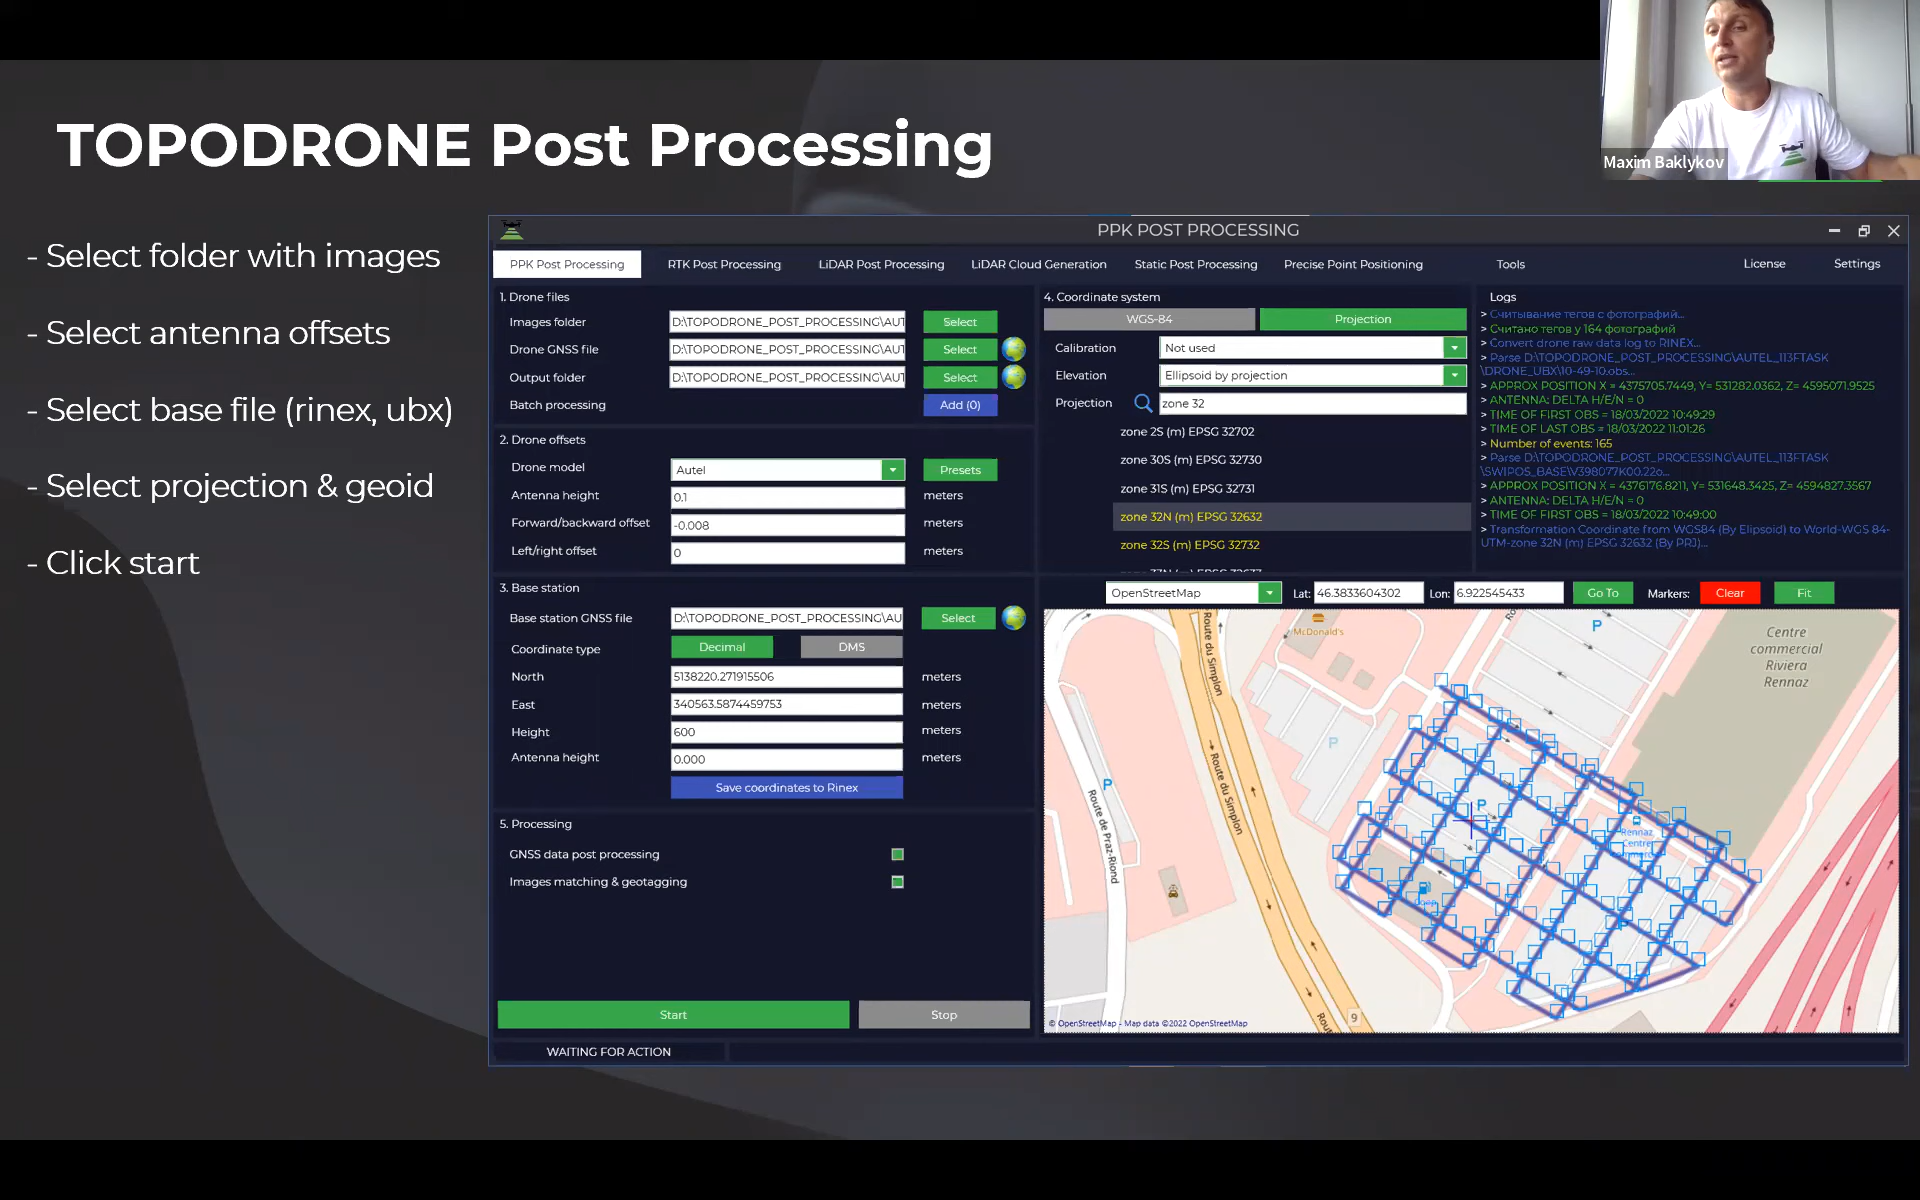 Maxim Baklykov
TOPODRONE Post Processing
- Select folder with images
- Select antenna offsets
- Select base file (rinex, ubx)
- Select projection & geoid
- Click start
PPK POST PROCESSING
PPK Post Processing
RTK Post Processing
LiDAR Post Processing
LiDAR Cloud Generation
Static Post Processing
Precise Point Positioning
Tools
License
Settings
1. Drone files
Images folder
D:\TOPODRONE_POST_PROCESSING\AUT
Select
Drone GNSS file
D:\TOPODRONE_POST_PROCESSING\AUT
Select
Output folder
D:\TOPODRONE_POST_PROCESSING\AUT
Select
Batch processing
Add (0)
2. Drone offsets
Drone model
Autel
Presets
Antenna height
0.1
meters
Forward/backward offset
-0.008
meters
Left/right offset
0
meters
3. Base station
Base station GNSS file
D:\TOPODRONE_POST_PROCESSING\AU
Select
Coordinate type
Decimal
DMS
North
5138220.271915506
meters
East
340563.5874459753
meters
Height
600
meters
Antenna height
0.000
meters
Save coordinates to Rinex
5. Processing
GNSS data post processing
Images matching & geotagging
Start
Stop
WAITING FOR ACTION
4. Coordinate system
WGS-84
Projection
Calibration
Not used
Elevation
Ellipsoid by projection
Projection
zone 32
zone 2S (m) EPSG 32702
zone 30S (m) EPSG 32730
zone 31S (m) EPSG 32731
zone 32N (m) EPSG 32632
zone 32S (m) EPSG 32732
Logs
> Считывание тегов с фотографий...
> Считано тегов у 164 фотографий
> Convert drone raw data log to RINEX...
> Parse D:\TOPODRONE_POST_PROCESSING\AUTEL_113FTASK
\DRONE_UBX\10-49-10.obs...
> APPROX POSITION X = 4375705.7449, Y= 531282.0362, Z= 4595071.9525
> ANTENNA: DELTA H/E/N = 0
> TIME OF FIRST OBS = 18/03/2022 10:49:29
> TIME OF LAST OBS = 18/03/2022 11:01:26
> Number of events: 165
> Parse D:\TOPODRONE_POST_PROCESSING\AUTEL_113FTASK
\SWIPOS_BASE\V398077K00.22o...
> APPROX POSITION X = 4376176.8211, Y= 531648.3425, Z= 4594827.3567
> ANTENNA: DELTA H/E/N = 0
> TIME OF FIRST OBS = 18/03/2022 10:49:00
> Transformation Coordinate from WGS84 (By Elipsoid) to World-WGS 84-
UTM-zone 32N (m) EPSG 32632 (By PRJ)...
OpenStreetMap
Lat:
46.3833604302
Lon:
6.922545433
Go To
Markers:
Clear
Fit
McDonald's
Route du Simplon
Route du Simplon
Route de Praz-Riond
P
P
P
P
Centre
commercial
Riviera
Rennaz
Rennaz
Centre
Coop
9
© OpenStreetMap - Map data ©2022 OpenStreetMap